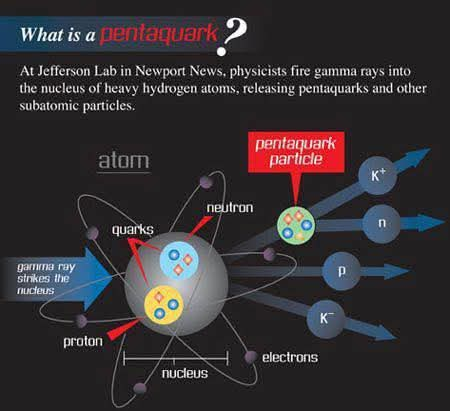 What is a pentaquark?
At Jefferson Lab in Newport News, physicists fire gamma rays into
the nucleus of heavy hydrogen atoms, releasing pentaquarks and other
subatomic particles.
atom
pentaquark
particle
K+
neutron
n
quarks
gamma ray
strikes the
nucleus
p
K−
proton
electrons
nucleus